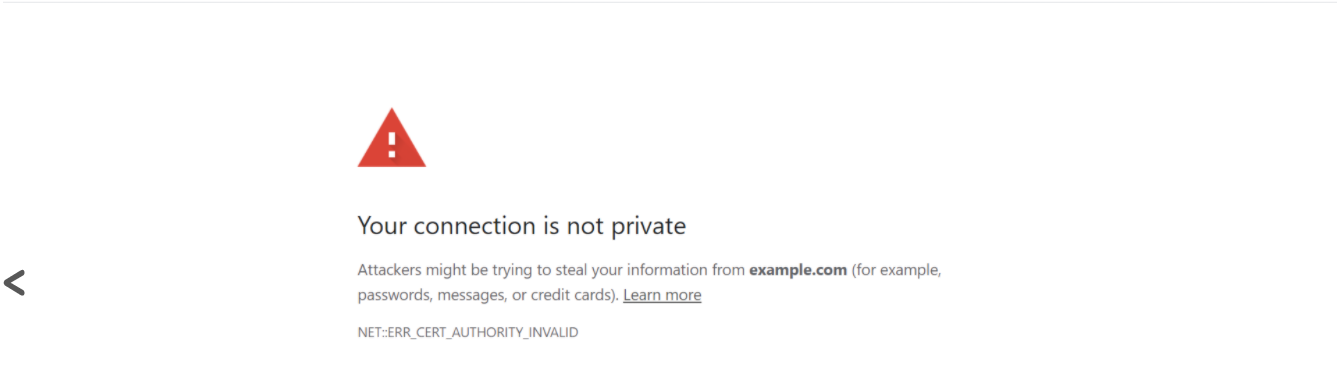 Your connection is not private
Attackers might be trying to steal your information from example.com (for example,
passwords, messages, or credit cards). Learn more
NET::ERR_CERT_AUTHORITY_INVALID